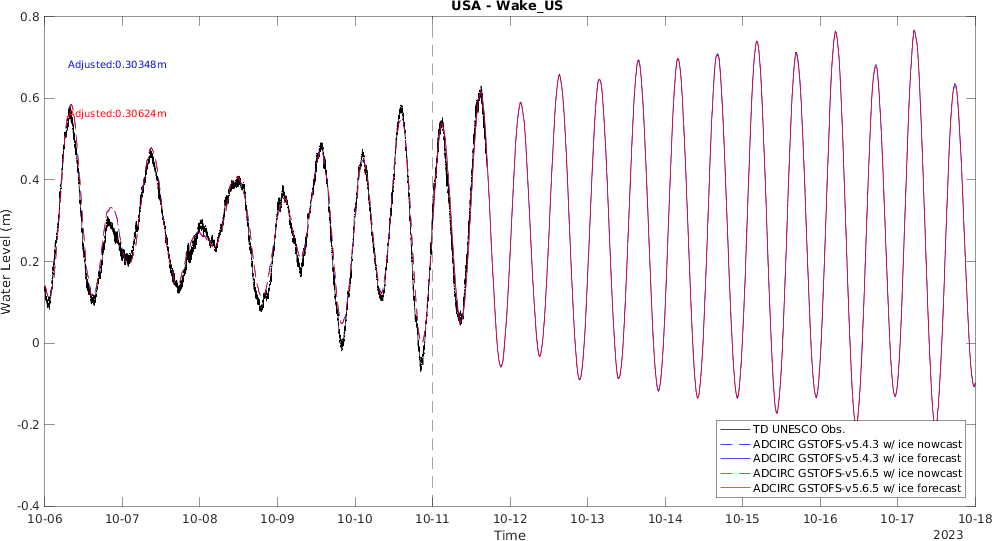 USA - Wake_US
0.8
0.6
0.4
0.2
0
-0.2
-0.4
Water Level (m)
Adjusted:0.30348m
Adjusted:0.30624m
TD UNESCO Obs.
ADCIRC GSTOFS-v5.4.3 w/ ice nowcast
ADCIRC GSTOFS-v5.4.3 w/ ice forecast
ADCIRC GSTOFS-v5.6.5 w/ ice nowcast
ADCIRC GSTOFS-v5.6.5 w/ ice forecast
10-06 10-07 10-08 10-09 10-10 10-11 10-12 10-13 10-14 10-15 10-16 10-17 10-18
Time
2023